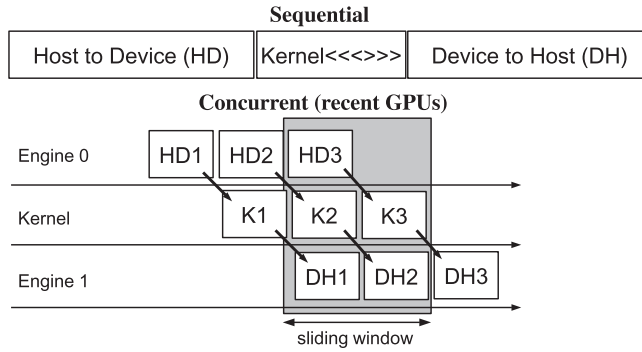 Sequential
Host to Device (HD) Kernel<<<>>> Device to Host (DH)
Concurrent (recent GPUs)
Engine 0 HD1 HD2 HD3
Kernel K1 K2 K3
Engine 1 DH1 DH2 DH3
sliding window